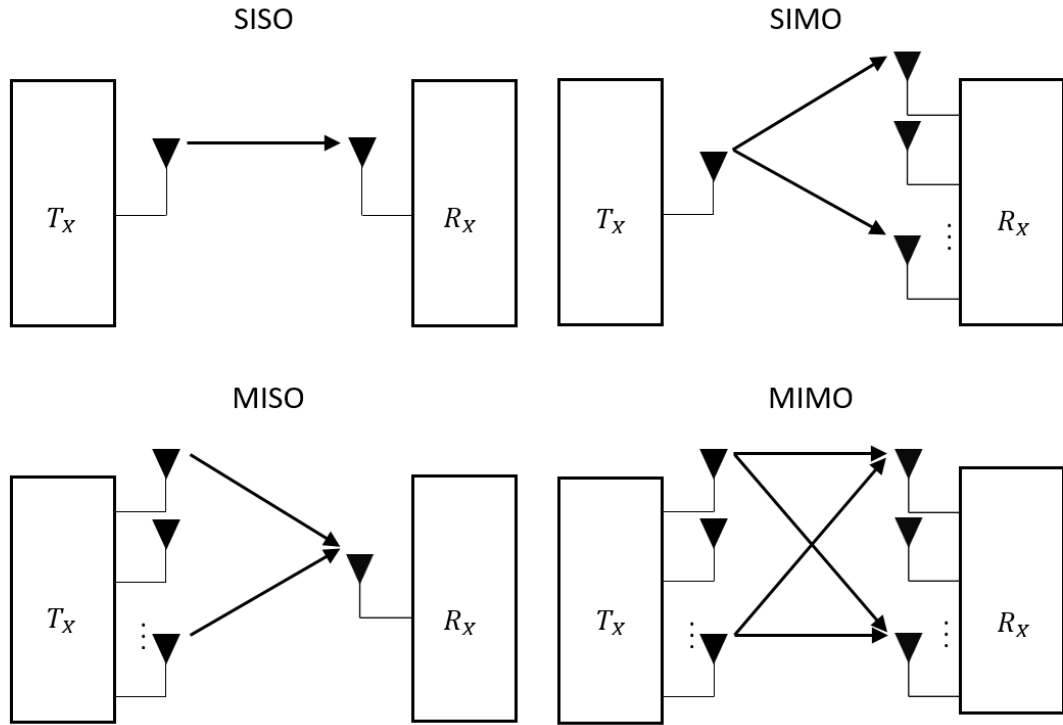 SISO
SIMO
T_X
R_X
T_X
⋮
R_X
MISO
MIMO
T_X
⋮
R_X
T_X
⋮
⋮
R_X